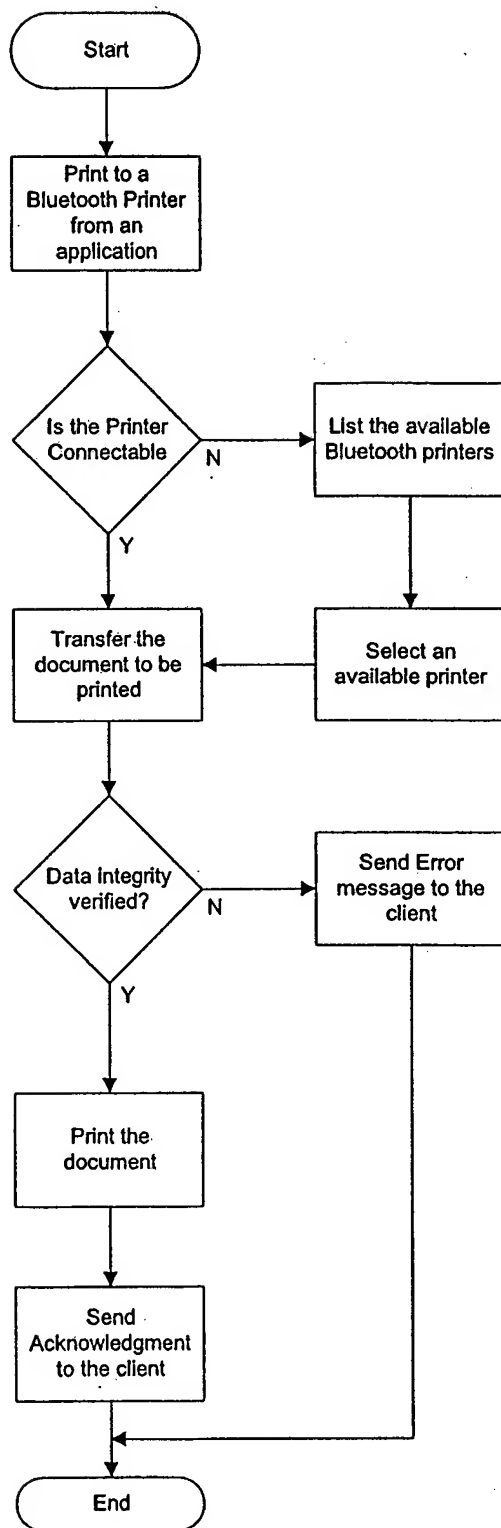 Start
Print to a
Bluetooth Printer
from an
application
Is the Printer
Connectable
N
List the available
Bluetooth printers
Y
Transfer the
document to be
printed
Select an
available printer
Data integrity
verified?
N
Send Error
message to the
client
Y
Print the
document
Send
Acknowledgment
to the client
End